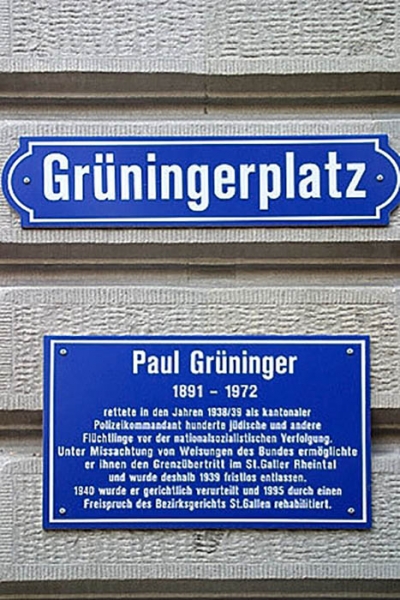 Grüningerplatz
Paul Grüninger
1891 – 1972
rettete in den Jahren 1938/39 als kantonaler
Polizeikommandant hunderte jüdische und andere
Flüchtlinge vor der nationalsozialistischen Verfolgung.
Unter Missachtung von Weisungen des Bundes ermöglichte
er ihnen den Grenzübertritt im St.Galler Rheintal
und wurde deshalb 1939 fristlos entlassen.
1940 wurde er gerichtlich verurteilt und 1995 durch einen
Freispruch des Bezirksgerichts St.Gallen rehabilitiert.